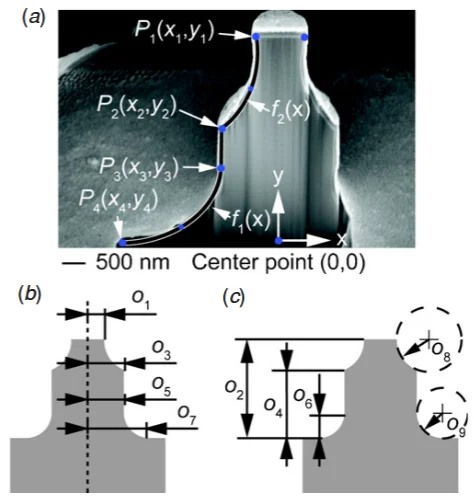 (a)
P1(x1,y1)
P2(x2,y2)
f2(x)
P3(x3,y3)
y
P4(x4,y4)
f1(x)
x
500 nm Center point (0,0)
(b)
(c)
o1
o3
o8
o5
o2
o6
o4
o7
o9